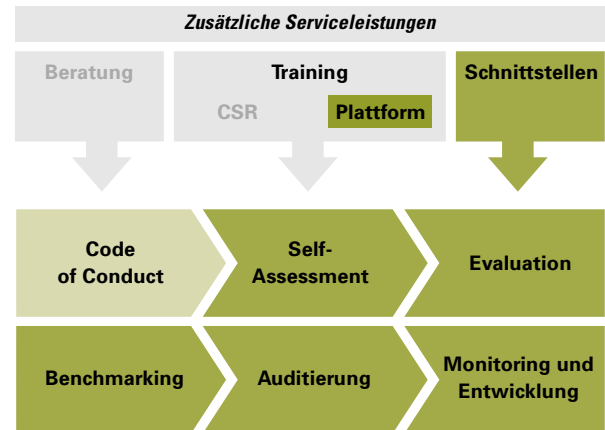 Zusätzliche Serviceleistungen
Beratung
Training
Schnittstellen
CSR
Plattform
Code
of Conduct
Self-
Assessment
Evaluation
Benchmarking
Auditierung
Monitoring und
Entwicklung